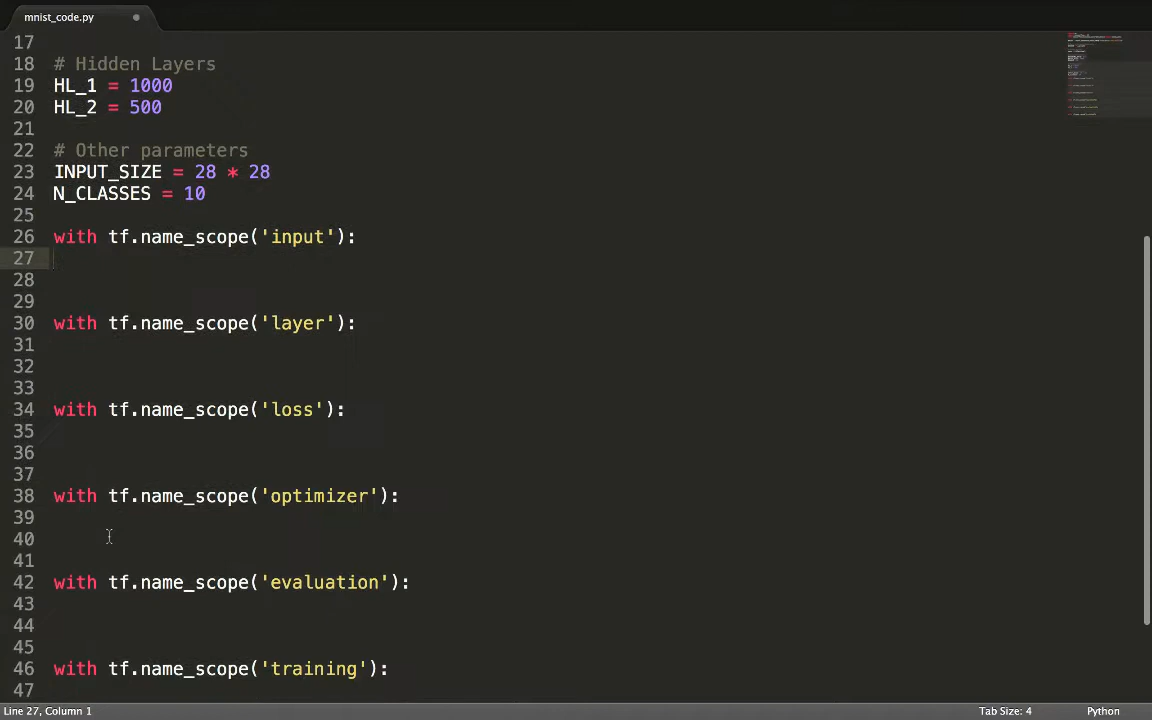 mnist_code.py
17
18 # Hidden Layers
19 HL_1 = 1000
20 HL_2 = 500
21
22 # Other parameters
23 INPUT_SIZE = 28 * 28
24 N_CLASSES = 10
25
26 with tf.name_scope('input'):
27
28
29
30 with tf.name_scope('layer'):
31
32
33
34 with tf.name_scope('loss'):
35
36
37
38 with tf.name_scope('optimizer'):
39
40
41
42 with tf.name_scope('evaluation'):
43
44
45
46 with tf.name_scope('training'):
47
Line 27, Column 1 Tab Size: 4 Python